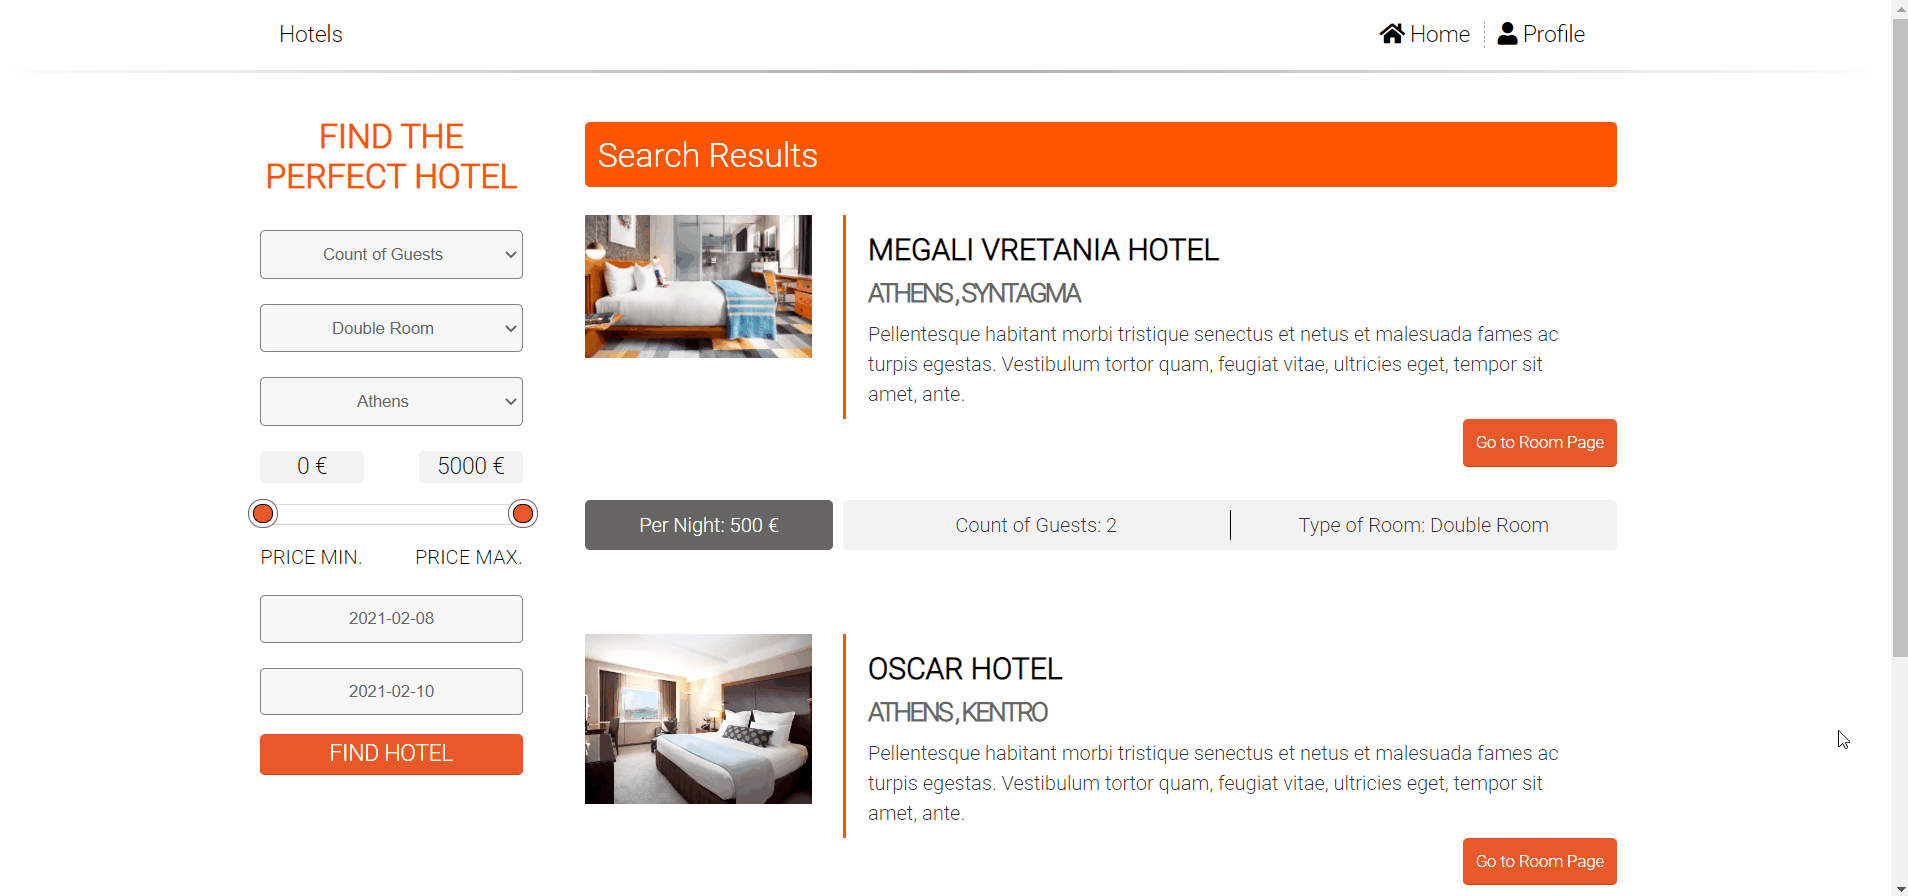 Hotels
Home
Profile
FIND THE
PERFECT HOTEL
Count of Guests
Double Room
Athens
0 €
5000 €
PRICE MIN.
PRICE MAX.
2021-02-08
2021-02-10
FIND HOTEL
Search Results
MEGALI VRETANIA HOTEL
ATHENS, SYNTAGMA
Pellentesque habitant morbi tristique senectus et netus et malesuada fames ac
turpis egestas. Vestibulum tortor quam, feugiat vitae, ultricies eget, tempor sit
amet, ante.
Go to Room Page
Per Night: 500 €
Count of Guests: 2
Type of Room: Double Room
OSCAR HOTEL
ATHENS, KENTRO
Pellentesque habitant morbi tristique senectus et netus et malesuada fames ac
turpis egestas. Vestibulum tortor quam, feugiat vitae, ultricies eget, tempor sit
amet, ante.
Go to Room Page